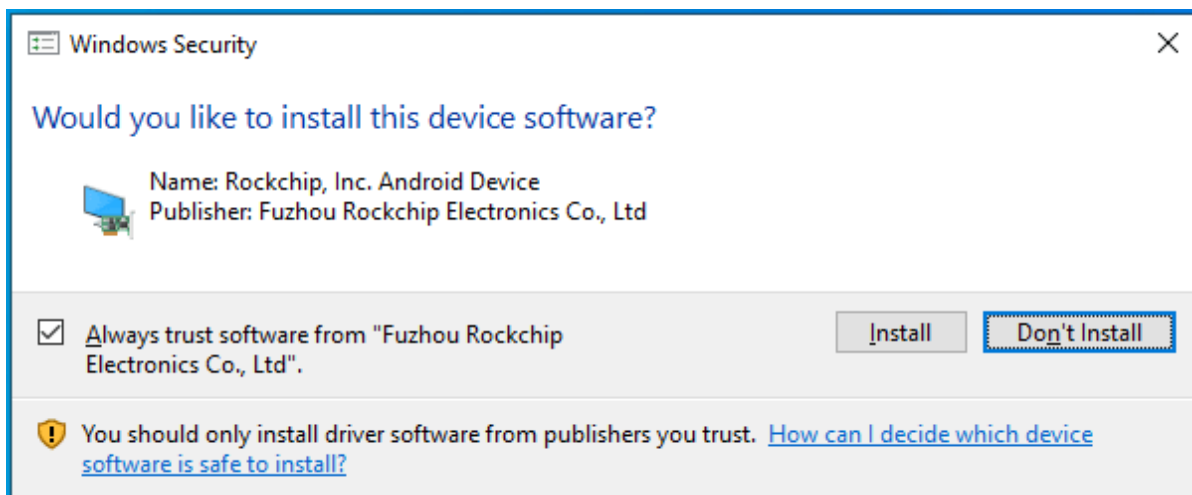 Windows Security
Would you like to install this device software?
Name: Rockchip, Inc. Android Device
Publisher: Fuzhou Rockchip Electronics Co., Ltd
Always trust software from "Fuzhou Rockchip
Electronics Co., Ltd".
Install
Don't Install
You should only install driver software from publishers you trust. How can I decide which device
software is safe to install?